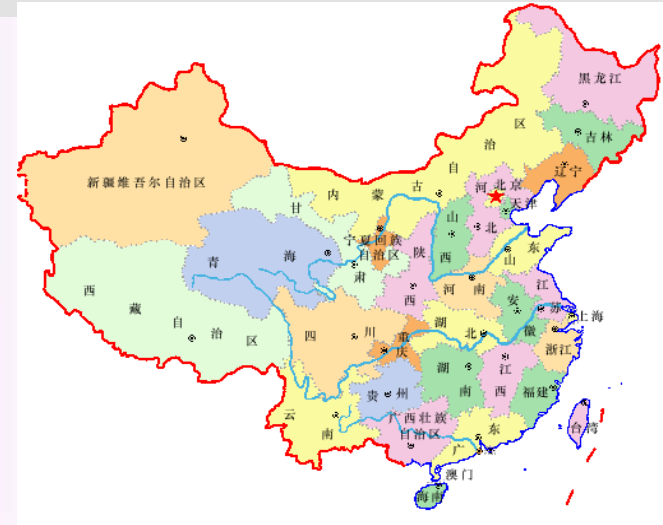 黑龙江
吉林
辽宁
内蒙古自治区
新疆维吾尔自治区
甘肃
北京
天津
河北
山西
山东
宁夏回族
自治区
青海
陕西
河南
江苏
安徽
上海
西藏自治区
四川
重庆
湖北
浙江
湖南
江西
福建
贵州
云南
广西壮族
自治区
广东
台湾
澳门
海南